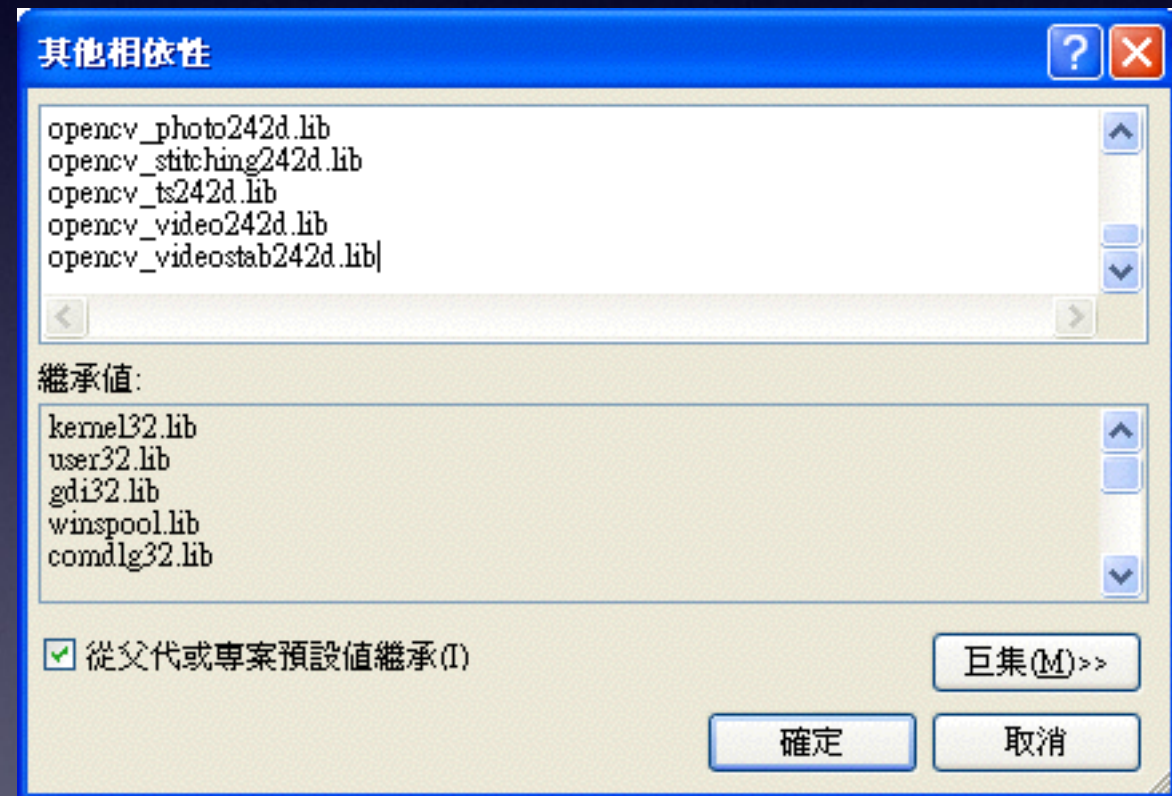 其他相依性
opencv_photo242d.lib
opencv_stitching242d.lib
opencv_ts242d.lib
opencv_video242d.lib
opencv_videostab242d.lib
繼承值:
kernel32.lib
user32.lib
gdi32.lib
winspool.lib
comdlg32.lib
從父代或專案預設值繼承(I)
巨集(M)>>
確定
取消